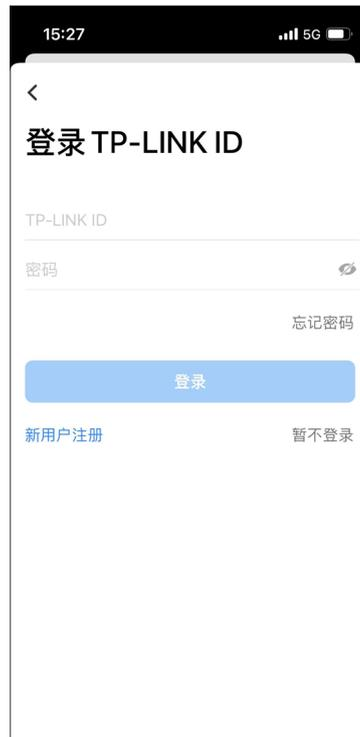 15:27
5G
登录 TP-LINK ID
TP-LINK ID
密码
忘记密码
登录
新用户注册
暂不登录